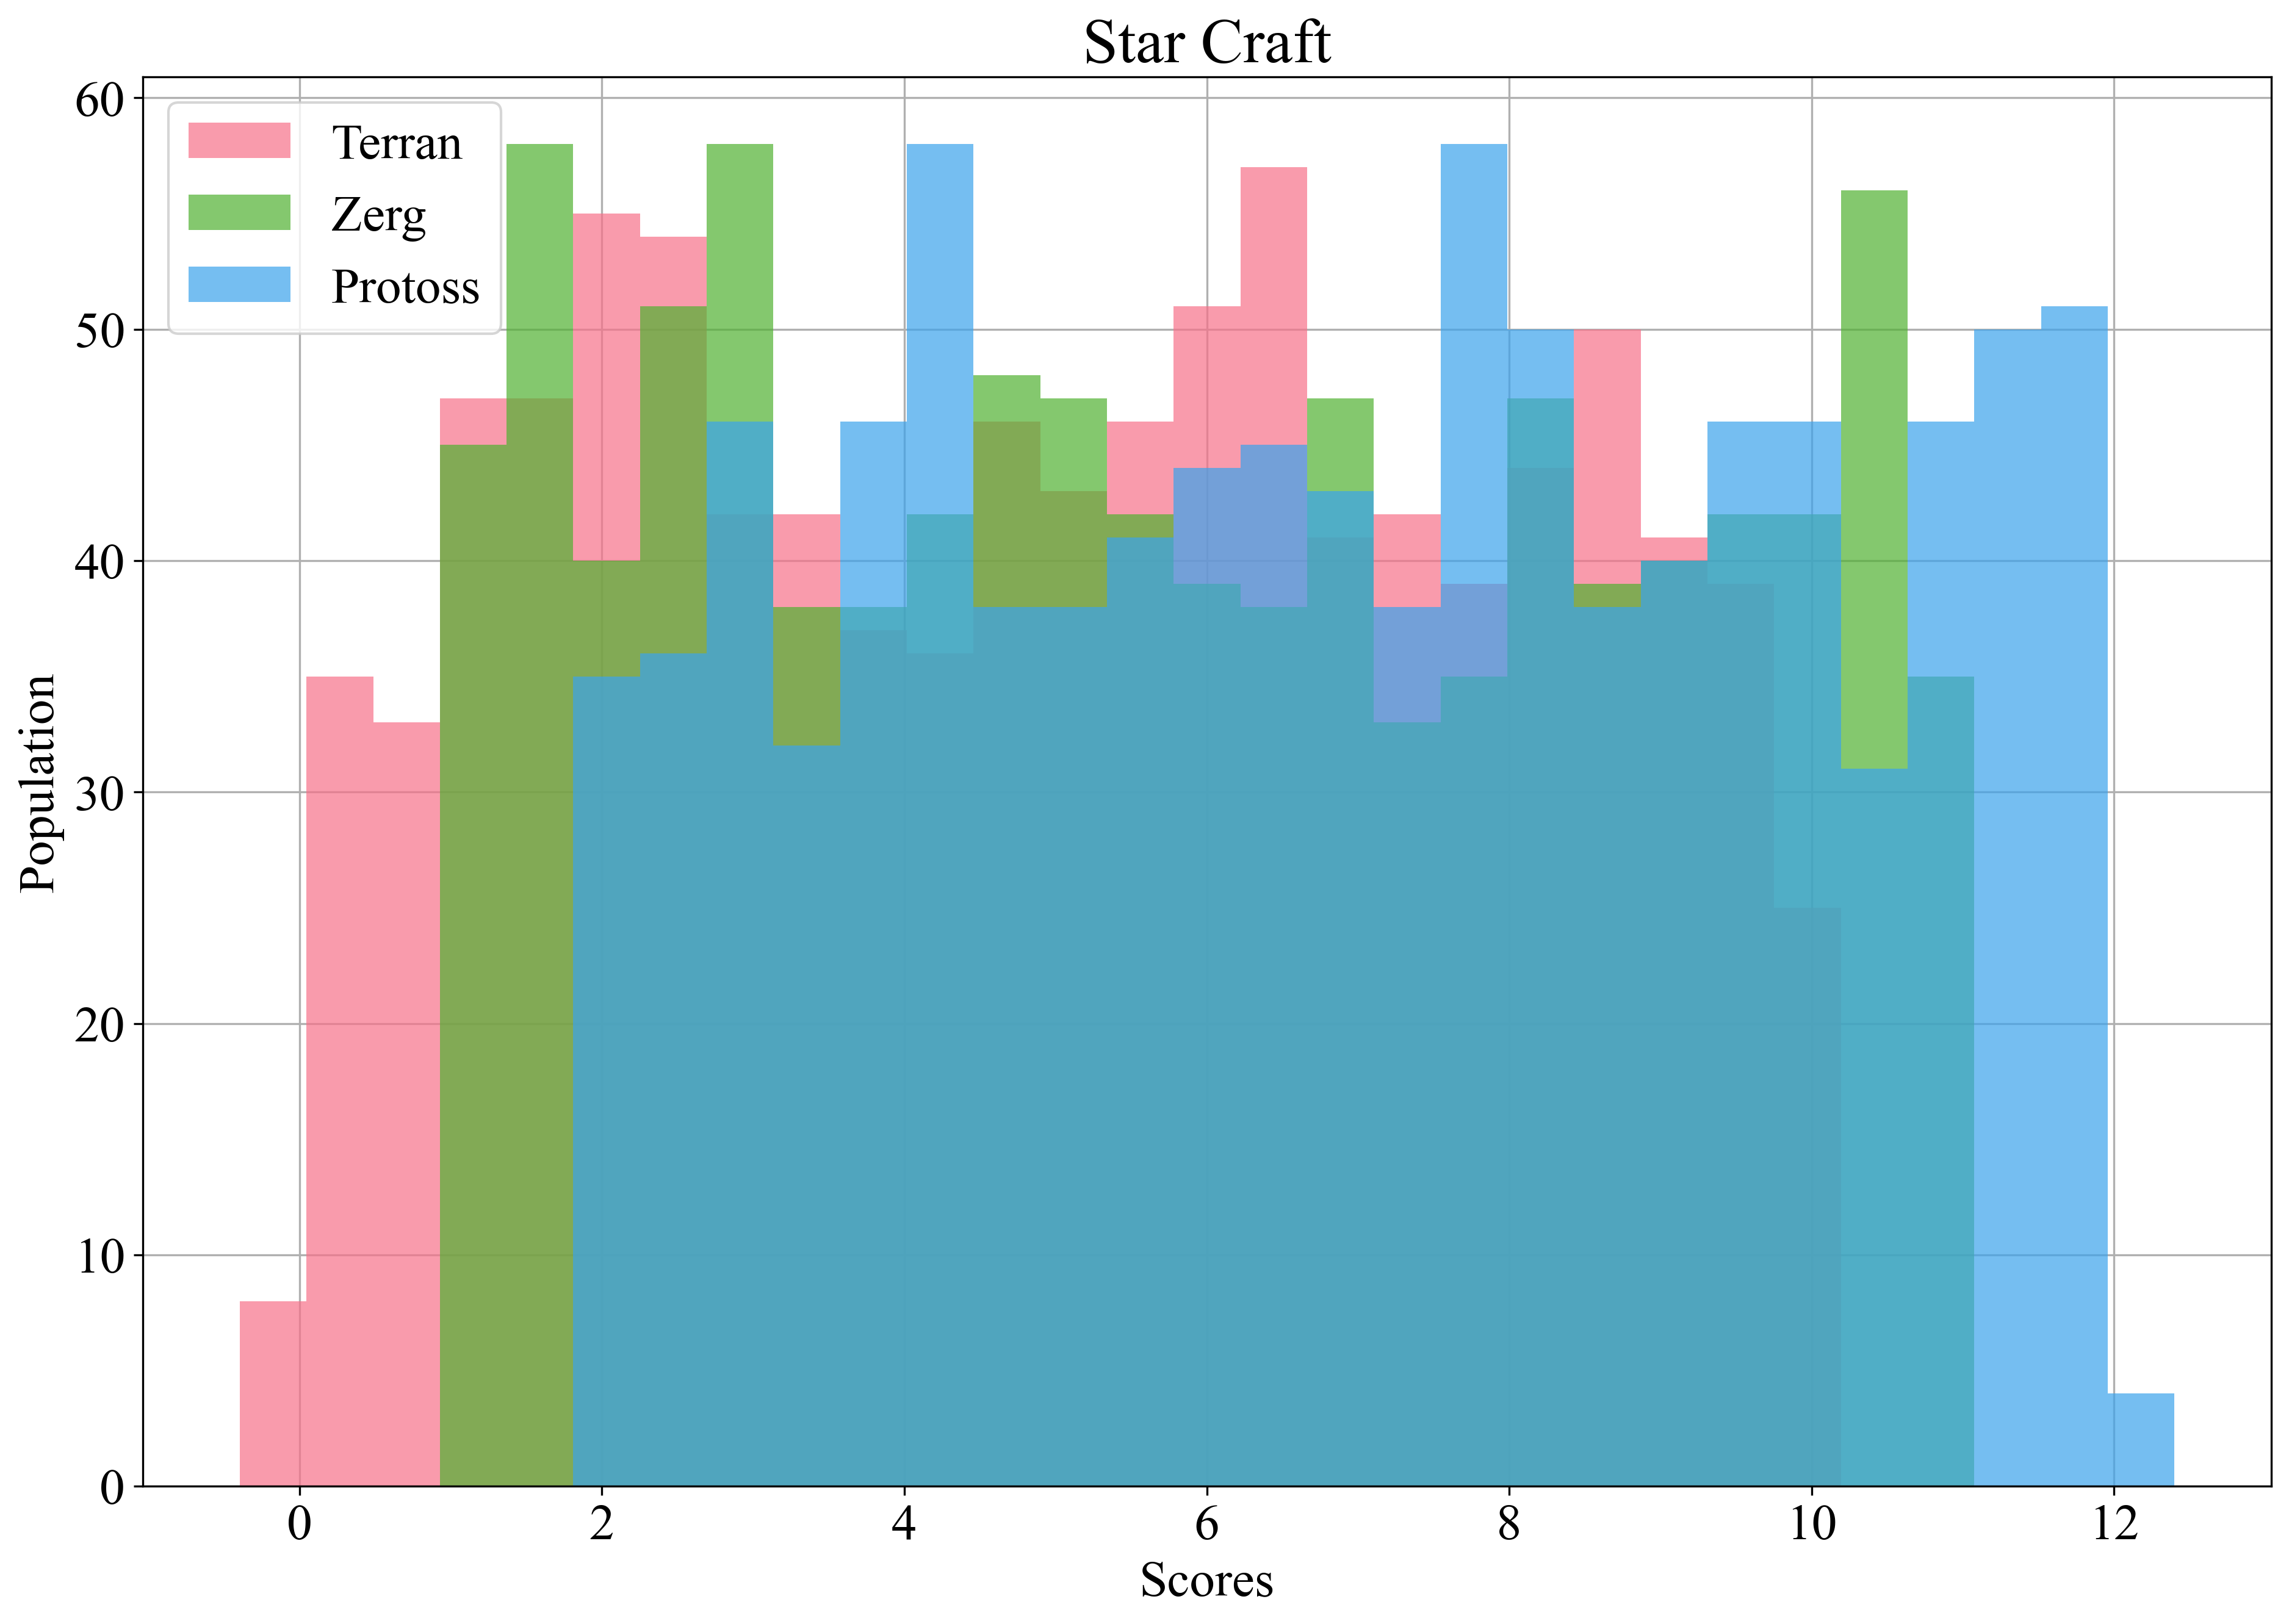 Star Craft
Terran
Zerg
Protoss
60
50
40
30
20
10
0
Population
0 2 4 6 8 10 12
Scores